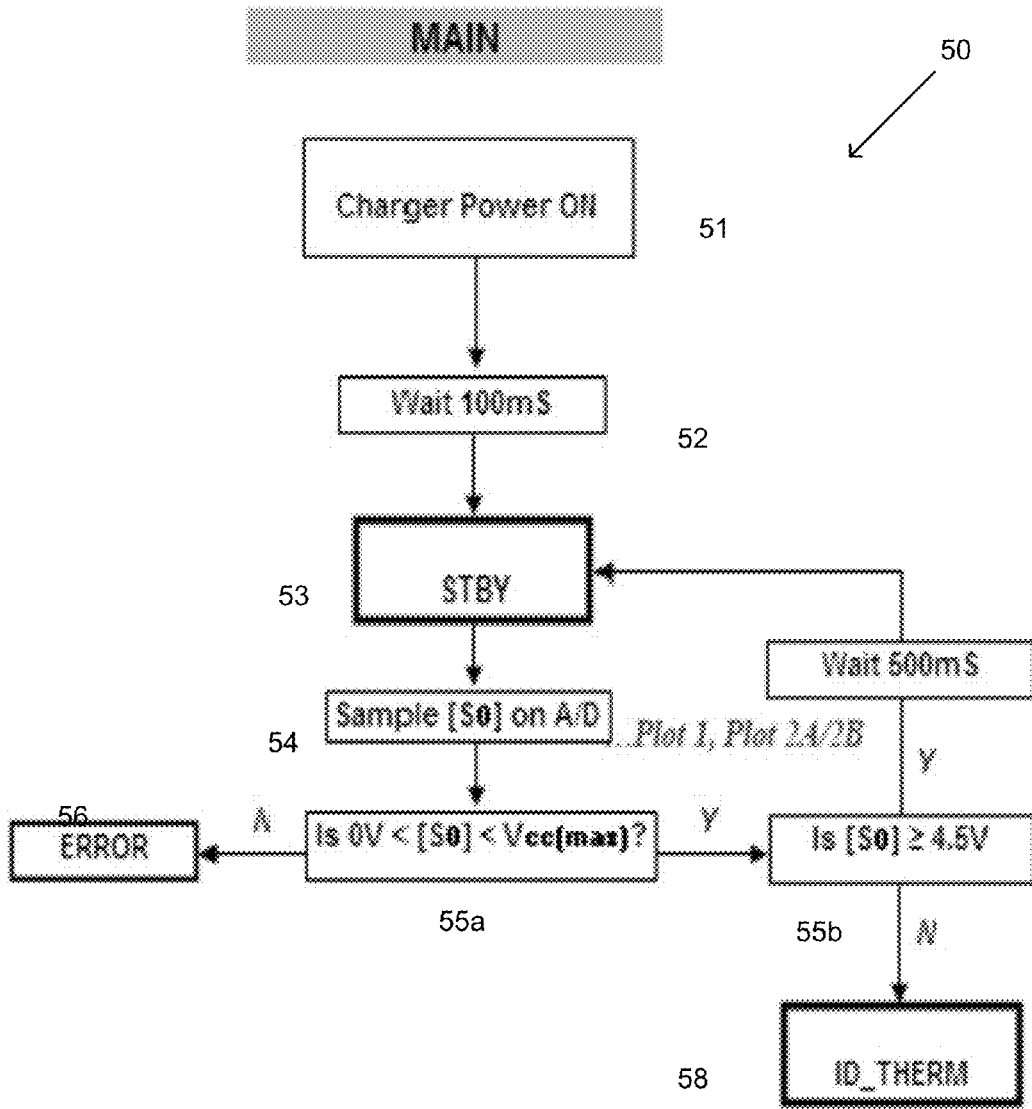 MAIN
50
Charger Power ON
51
Wait 100mS
52
STBY
53
Wait 500mS
Sample [S0] on A/D
54
...Plot 1, Plot 2A/2B
Y
56
ERROR
Is 0V < [S0] < Vcc(max)?
Y
Is [S0] ≥ 4.5V
55a
55b
N
ID_THERM
58